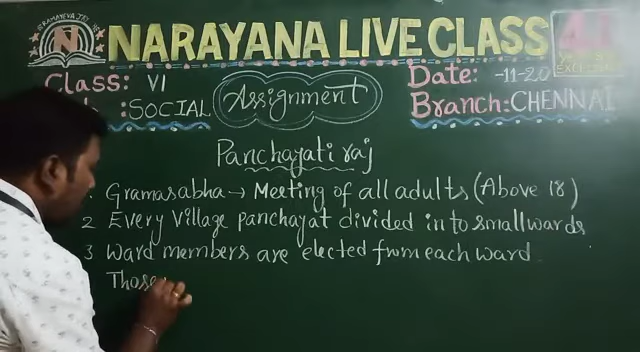 NARAYANA LIVE CLASS
Class: VI
Assignment
Date: -11-20
:SOCIAL
Branch:CHENNAI
Panchayati raj
Gramasabha → Meeting of all adults (Above 18)
2 Every Village panchayat divided in to small wards
3 Ward members are elected from each ward.
Those